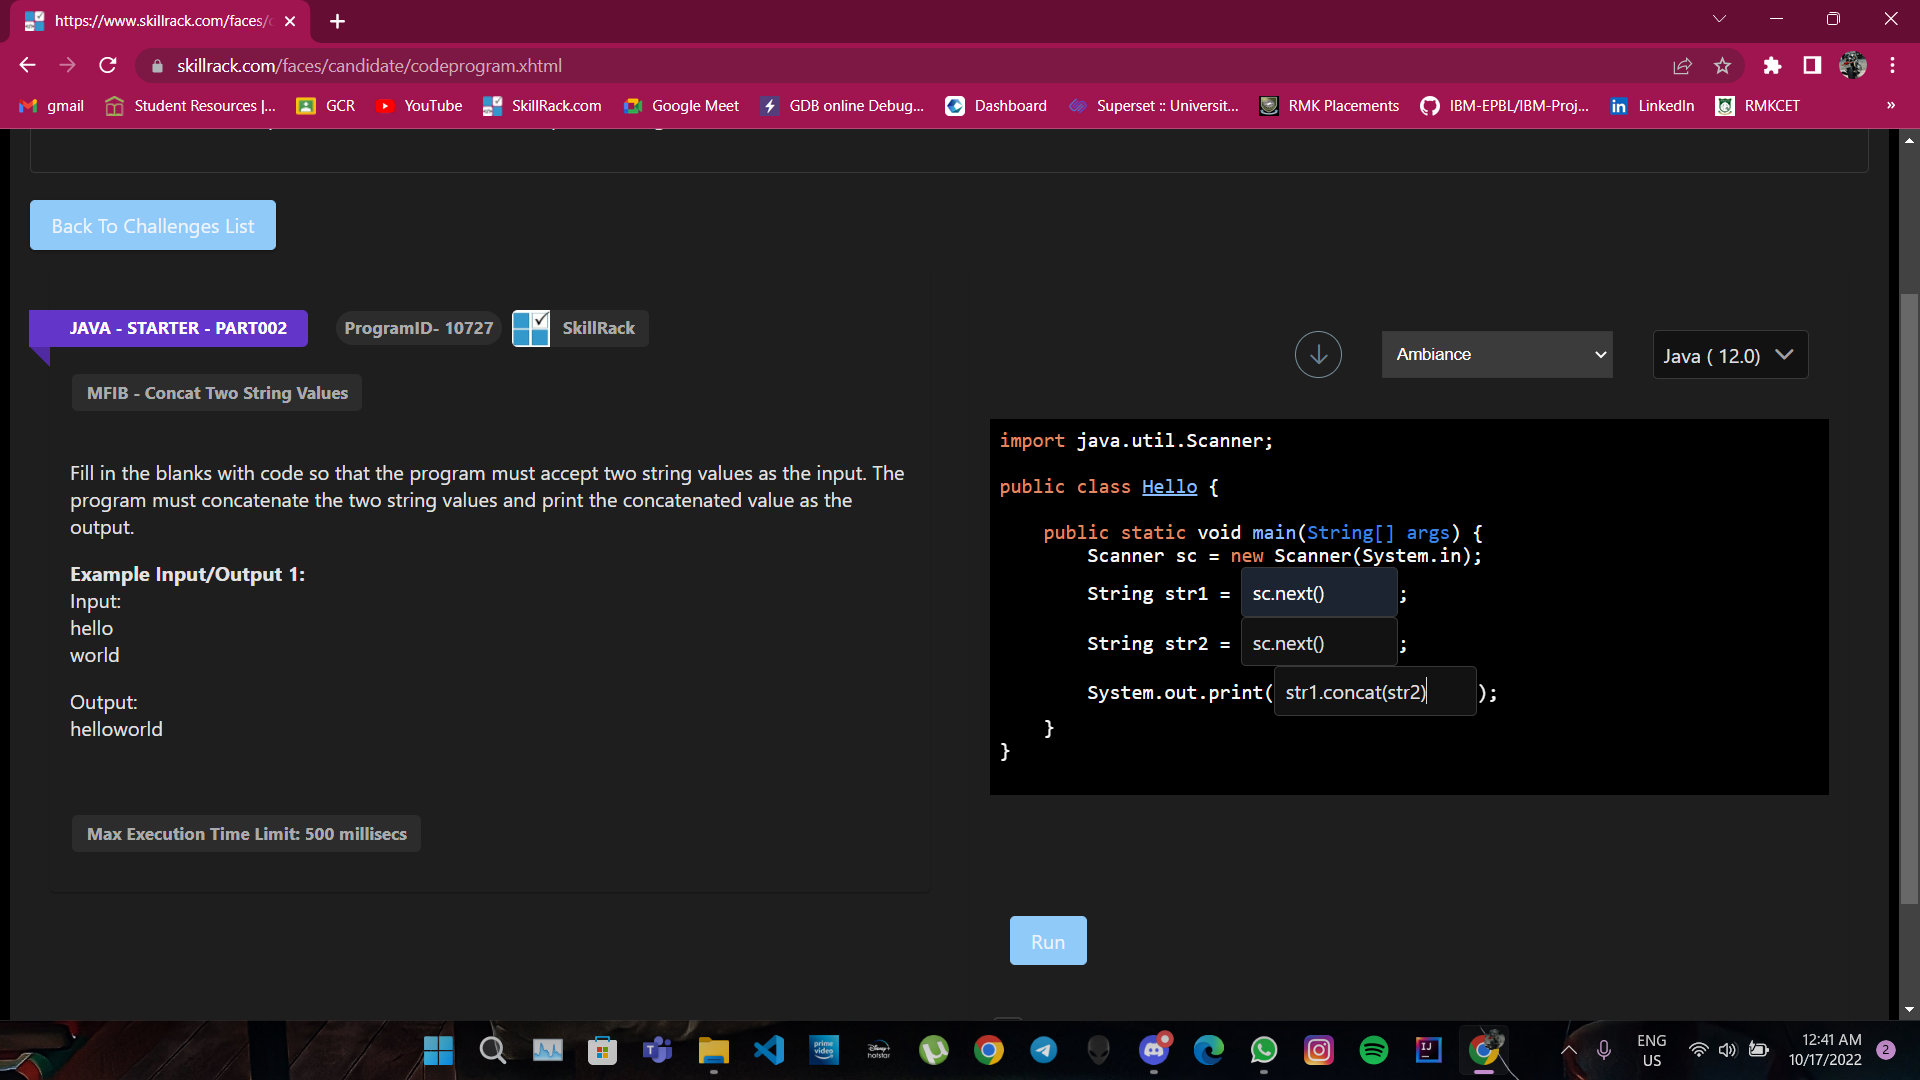 https://www.skillrack.com/faces/c
skillrack.com/faces/candidate/codeprogram.xhtml
gmail Student Resources |... GCR YouTube SkillRack.com Google Meet GDB online Debug... Dashboard Superset :: Universit... RMK Placements IBM-EPBL/IBM-Proj... LinkedIn RMKCET »
Back To Challenges List
JAVA - STARTER - PART002 ProgramID- 10727 SkillRack
MFIB - Concat Two String Values
Fill in the blanks with code so that the program must accept two string values as the input. The
program must concatenate the two string values and print the concatenated value as the
output.
Example Input/Output 1:
Input:
hello
world
Output:
helloworld
Max Execution Time Limit: 500 millisecs
Ambiance Java ( 12.0)
import java.util.Scanner;
public class Hello {
public static void main(String[] args) {
Scanner sc = new Scanner(System.in);
String str1 = sc.next() ;
String str2 = sc.next() ;
System.out.print( str1.concat(str2) );
}
}
Run
prime video
Disney+ hotstar
IJ
ENG
US
12:41 AM
10/17/2022
2